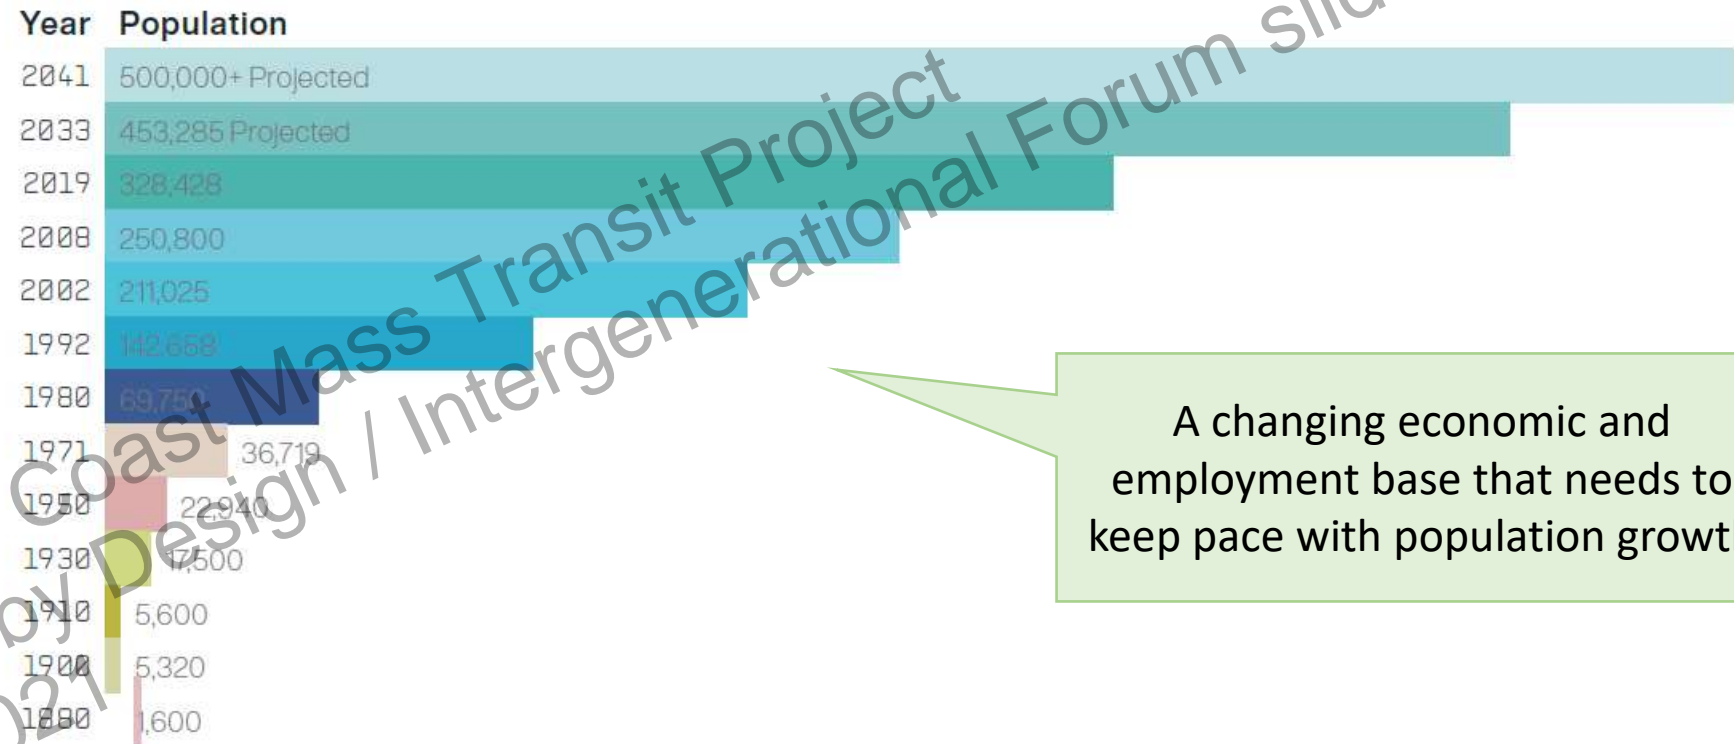 Year Population
2041 500,000+ Projected
2033 453,285 Projected
2019 328,428
2008 250,800
2002 211,025
1992 142,658
1980 69,750
1971 36,719
1950 22,940
1930 17,500
1910 5,600
1900 5,320
1880 1,600
A changing economic and
employment base that needs to
keep pace with population growt
Coast Mass Transit Project
by Design / Intergenerational Forum slid
021